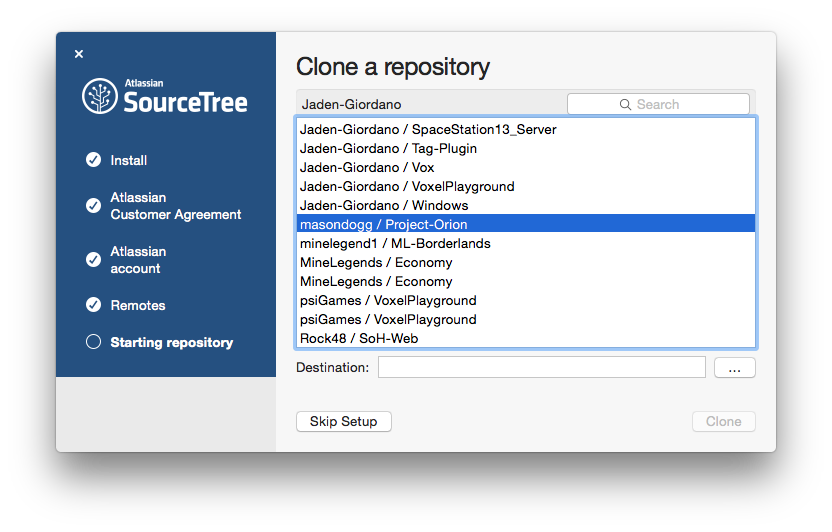 Atlassian
SourceTree
Install
Atlassian
Customer Agreement
Atlassian
account
Remotes
Starting repository
Clone a repository
Jaden-Giordano
Search
Jaden-Giordano / SpaceStation13_Server
Jaden-Giordano / Tag-Plugin
Jaden-Giordano / Vox
Jaden-Giordano / VoxelPlayground
Jaden-Giordano / Windows
masondogg / Project-Orion
minelegend1 / ML-Borderlands
MineLegends / Economy
MineLegends / Economy
psiGames / VoxelPlayground
psiGames / VoxelPlayground
Rock48 / SoH-Web
Destination:
...
Skip Setup
Clone